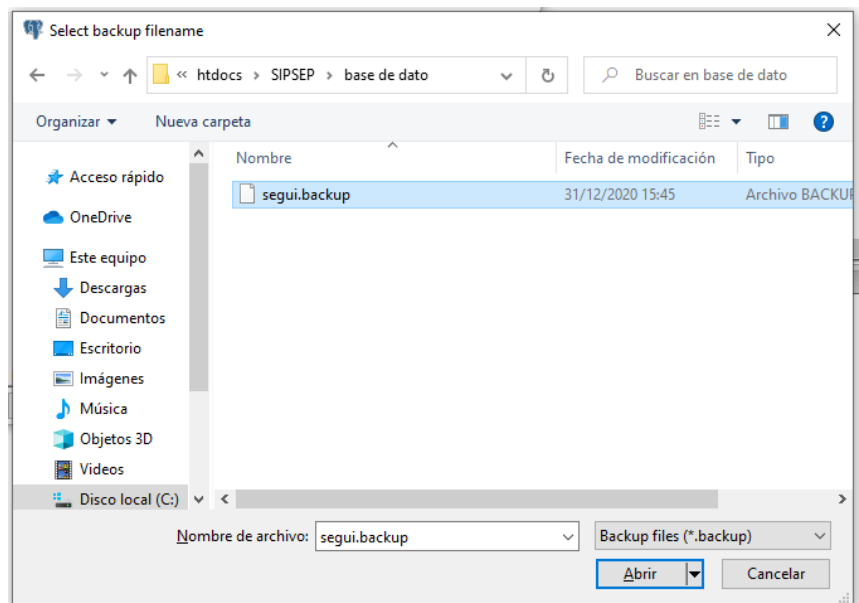 Select backup filename
« htdocs > SIPSEP > base de dato
Buscar en base de dato
Organizar
Nueva carpeta
Nombre
Fecha de modificación
Tipo
Acceso rápido
OneDrive
Este equipo
Descargas
Documentos
Escritorio
Imágenes
Música
Objetos 3D
Videos
Disco local (C:)
segui.backup
31/12/2020 15:45
Archivo BACKUP
Nombre de archivo:
segui.backup
Backup files (*.backup)
Abrir
Cancelar